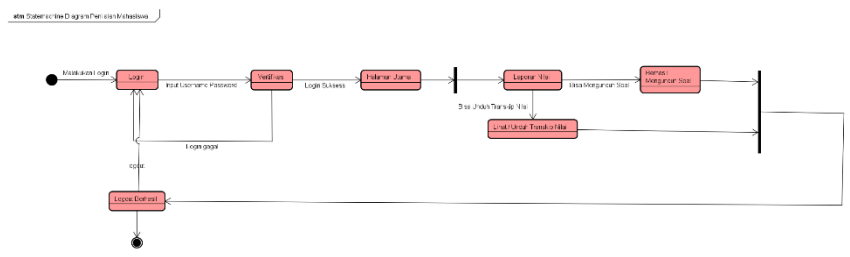 stm Statemachine Diagram Penilaian Mahasiswa
Melakukan Login
Login
Input Username Password
Verifikasi
Login Sukses
Halaman Utama
Laporan Nilai
Bisa Mengunduh Soal
Mengunduh Soal
Bisa Unduh Transkip Nilai
Lihat / Unduh Transkip Nilai
Login gagal
Logout Berhasil